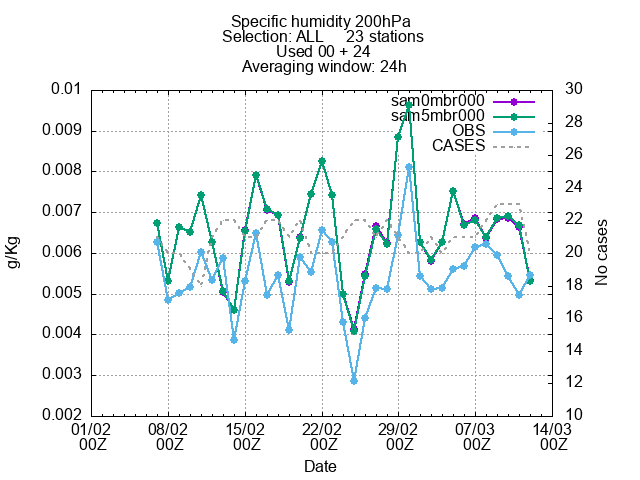 Specific humidity 200hPa
Selection: ALL     23 stations
Used 00 + 24
Averaging window: 24h
sam0mbr000
sam5mbr000
OBS
CASES
g/Kg
0.01
0.009
0.008
0.007
0.006
0.005
0.004
0.003
0.002
No cases
30
28
26
24
22
20
18
16
14
12
10
01/02 08/02 15/02 22/02 29/02 07/03 14/03
00Z 00Z 00Z 00Z 00Z 00Z 00Z
Date